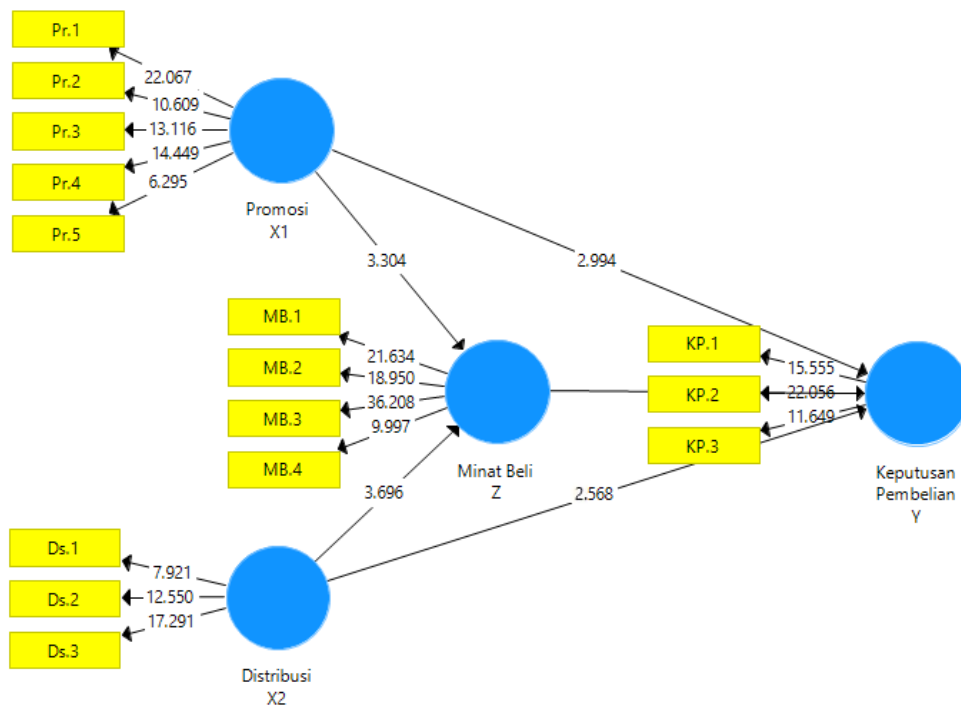 Pr.1
Pr.2
Pr.3
Pr.4
Pr.5
22.067
10.609
13.116
14.449
6.295
Promosi
X1
3.304
2.994
MB.1
MB.2
MB.3
MB.4
21.634
18.950
36.208
9.997
Minat Beli
Z
KP.1
KP.2
KP.3
15.555
22.056
11.649
Keputusan
Pembelian
Y
3.696
2.568
Ds.1
Ds.2
Ds.3
7.921
12.550
17.291
Distribusi
X2